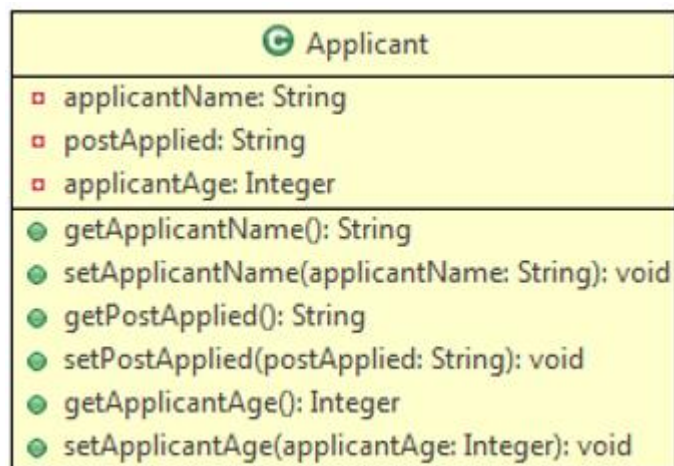 C Applicant
applicantName: String
postApplied: String
applicantAge: Integer
getApplicantName(): String
setApplicantName(applicantName: String): void
getPostApplied(): String
setPostApplied(postApplied: String): void
getApplicantAge(): Integer
setApplicantAge(applicantAge: Integer): void